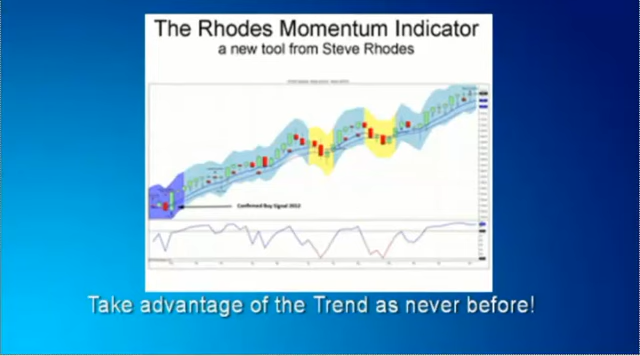 The Rhodes Momentum Indicator
a new tool from Steve Rhodes
Confirmed Buy Signal 2012
Take advantage of the Trend as never before!